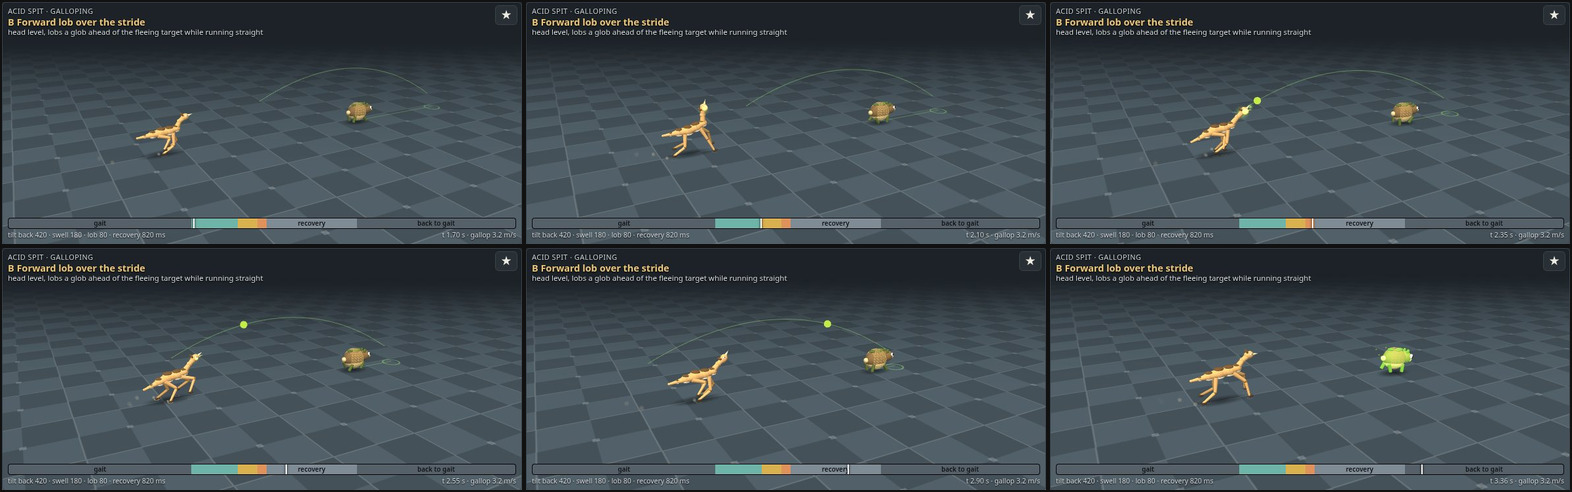 ACID SPIT - GALLOPING
B Forward lob over the stride
head level, lobs a glob ahead of the fleeing target while running straight
gait recovery back to gait
tilt back 420 · swell 180 · lob 80 · recovery 820 ms t 1.70 s · gallop 3.2 m/s
ACID SPIT - GALLOPING
B Forward lob over the stride
head level, lobs a glob ahead of the fleeing target while running straight
gait recovery back to gait
tilt back 420 · swell 180 · lob 80 · recovery 820 ms t 2.10 s · gallop 3.2 m/s
ACID SPIT - GALLOPING
B Forward lob over the stride
head level, lobs a glob ahead of the fleeing target while running straight
gait recovery back to gait
tilt back 420 · swell 180 · lob 80 · recovery 820 ms t 2.35 s · gallop 3.2 m/s
ACID SPIT - GALLOPING
B Forward lob over the stride
head level, lobs a glob ahead of the fleeing target while running straight
gait recovery back to gait
tilt back 420 · swell 180 · lob 80 · recovery 820 ms t 2.55 s · gallop 3.2 m/s
ACID SPIT - GALLOPING
B Forward lob over the stride
head level, lobs a glob ahead of the fleeing target while running straight
gait recovery back to gait
tilt back 420 · swell 180 · lob 80 · recovery 820 ms t 2.90 s · gallop 3.2 m/s
ACID SPIT - GALLOPING
B Forward lob over the stride
head level, lobs a glob ahead of the fleeing target while running straight
gait recovery back to gait
tilt back 420 · swell 180 · lob 80 · recovery 820 ms t 3.36 s · gallop 3.2 m/s